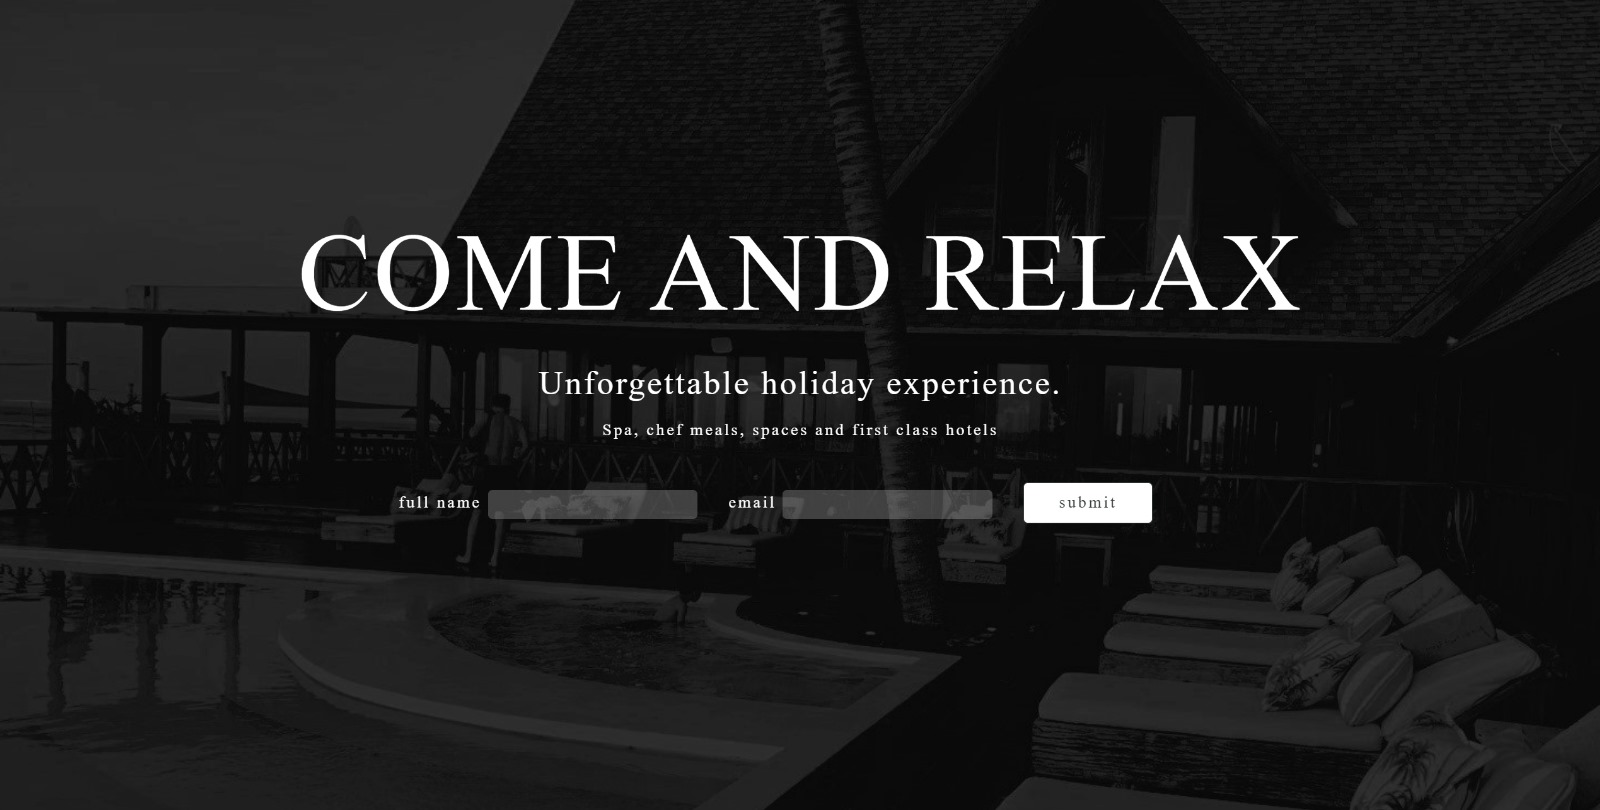 COME AND RELAX
Unforgettable holiday experience.
Spa, chef meals, spaces and first class hotels
full name email submit